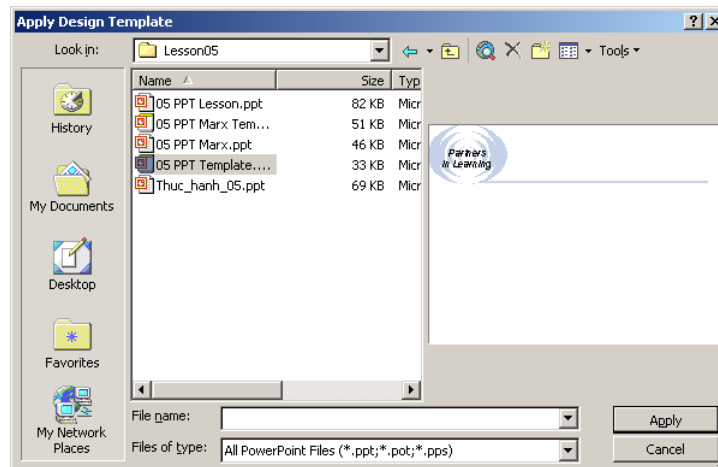 Apply Design Template
Look in: Lesson05 Tools
Name Size Typ
05 PPT Lesson.ppt 82 KB Micr
05 PPT Marx Tem... 51 KB Micr
05 PPT Marx.ppt 46 KB Micr
05 PPT Template.... 33 KB Micr
Thuc_hanh_05.ppt 69 KB Micr
History
My Documents
Desktop
Favorites
My Network
Places
Partners
in Learning
File name:
Files of type: All PowerPoint Files (*.ppt;*.pot;*.pps)
Apply
Cancel